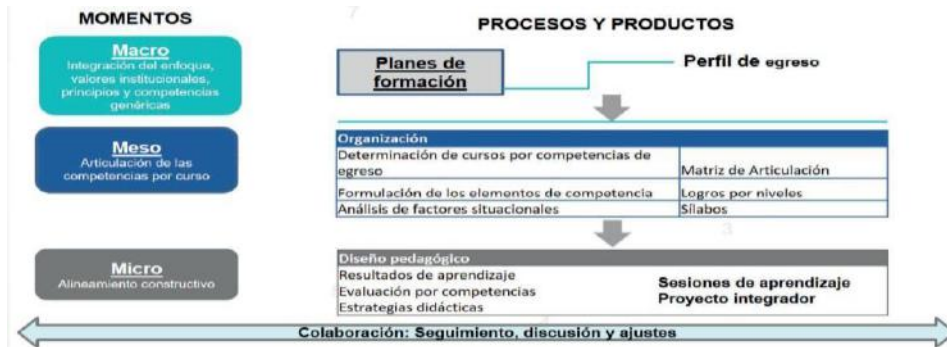 MOMENTOS
PROCESOS Y PRODUCTOS
Macro
Integración del enfoque,
valores institucionales,
principios y competencias
genéricas
Planes de
formación
Perfil de egreso
Meso
Articulación de las
competencias por curso
Organización
Determinación de cursos por competencias de
egreso
Matriz de Articulación
Formulación de los elementos de competencia
Logros por niveles
Análisis de factores situacionales
Sílabos
Micro
Alineamiento constructivo
Diseño pedagógico
Resultados de aprendizaje
Evaluación por competencias
Estrategias didácticas
Sesiones de aprendizaje
Proyecto integrador
Colaboración: Seguimiento, discusión y ajustes